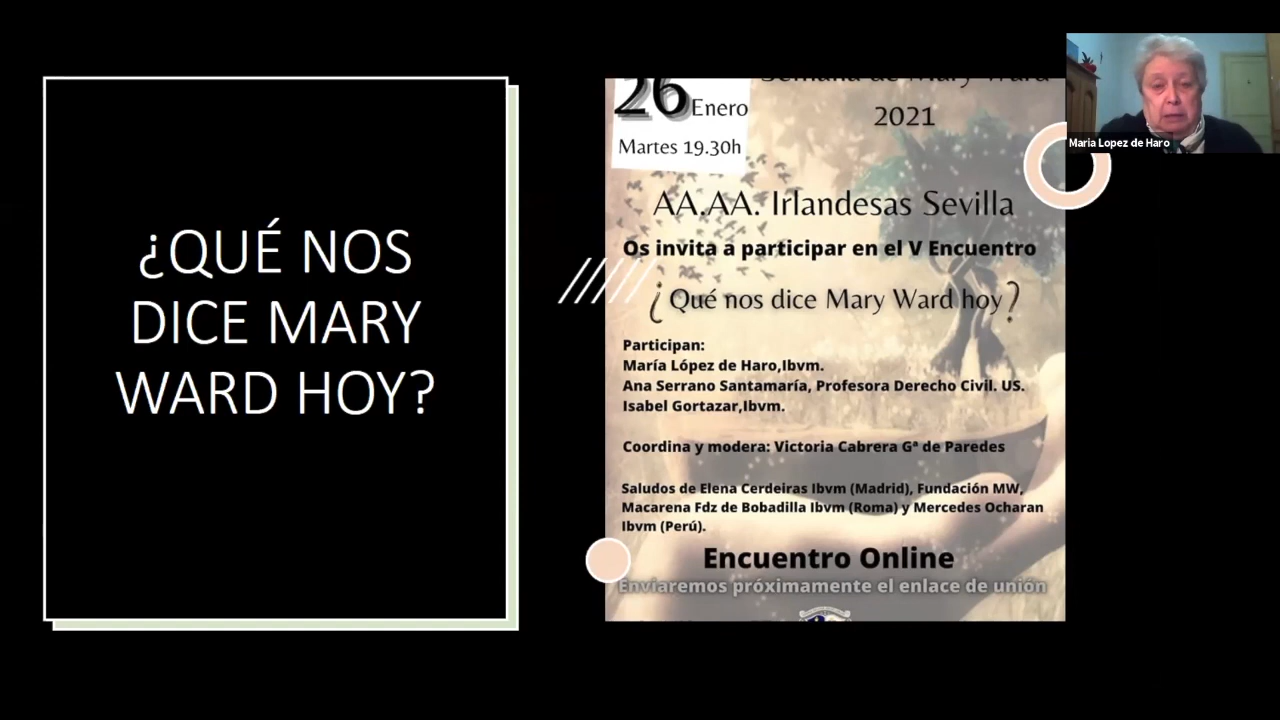 ¿QUÉ NOS
DICE MARY
WARD HOY?
26 Enero
Martes 19.30h
Semana de Mary Ward
2021
AA.AA. Irlandesas Sevilla
Os invita a participar en el V Encuentro
¿Qué nos dice Mary Ward hoy?
Participan:
María López de Haro,Ibvm.
Ana Serrano Santamaría, Profesora Derecho Civil. US.
Isabel Gortazar,Ibvm.
Coordina y modera: Victoria Cabrera Gª de Paredes
Saludos de Elena Cerdeiras Ibvm (Madrid), Fundación MW,
Macarena Fdz de Bobadilla Ibvm (Roma) y Mercedes Ocharan
Ibvm (Perú).
Encuentro Online
Enviaremos próximamente el enlace de unión
Maria Lopez de Haro